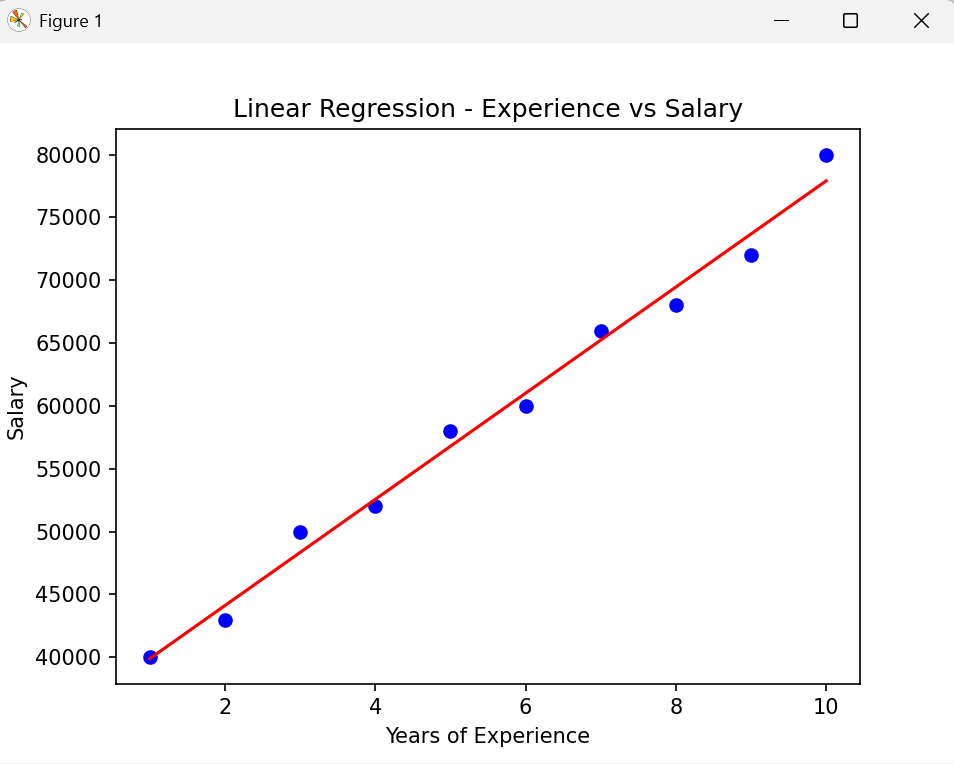 Figure 1
Linear Regression - Experience vs Salary
80000
75000
70000
65000
60000
55000
50000
45000
40000
Salary
2 4 6 8 10
Years of Experience